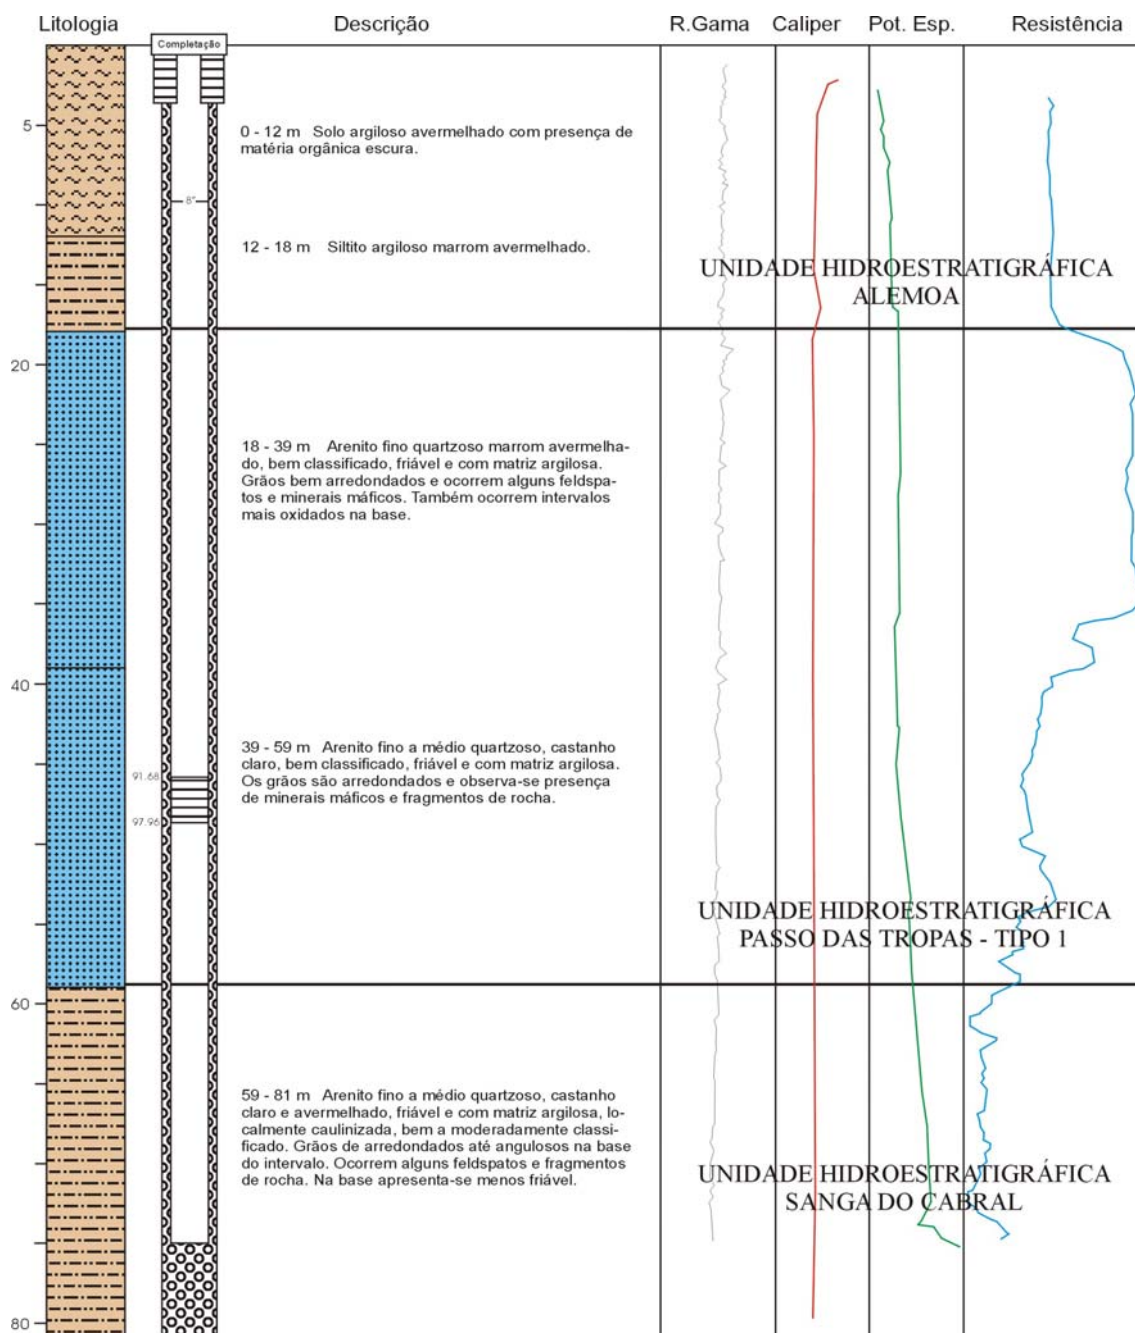 Litologia
Descrição
R.Gama
Caliper
Pot. Esp.
Resistência
Completação
5
0 - 12 m Solo argiloso avermelhado com presença de
matéria orgânica escura.
8"
12 - 18 m Siltito argiloso marrom avermelhado.
UNIDADE HIDROESTRATIGRÁFICA
ALEMOA
20
18 - 39 m Arenito fino quartzoso marrom avermelha-
do, bem classificado, friável e com matriz argilosa.
Grãos bem arredondados e ocorrem alguns feldspa-
tos e minerais máficos. Também ocorrem intervalos
mais oxidados na base.
40
39 - 59 m Arenito fino a médio quartzoso, castanho
claro, bem classificado, friável e com matriz argilosa.
Os grãos são arredondados e observa-se presença
de minerais máficos e fragmentos de rocha.
91.68
97.96
UNIDADE HIDROESTRATIGRÁFICA
PASSO DAS TROPAS - TIPO 1
60
59 - 81 m Arenito fino a médio quartzoso, castanho
claro e avermelhado, friável e com matriz argilosa, lo-
calmente caulinizada, bem a moderadamente classi-
ficado. Grãos de arredondados até angulosos na base
do intervalo. Ocorrem alguns feldspatos e fragmentos
de rocha. Na base apresenta-se menos friável.
UNIDADE HIDROESTRATIGRÁFICA
SANGA DO CABRAL
80